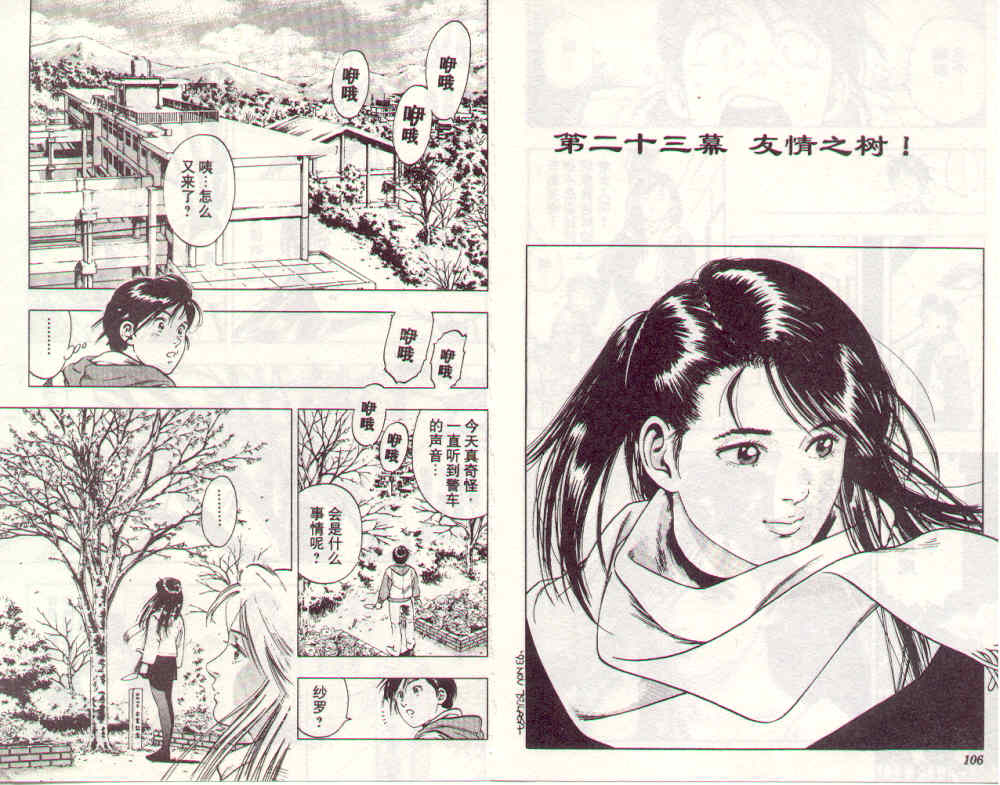 第二十三幕 友情之树！
106
咿
哦
咿
哦
咿
哦
咦…怎么
又来了？
咿
哦
咿
哦
………
咿
哦
咿
哦
今天真奇怪，
一直听到警车
的声音…
会是什么
事情呢？
纱罗？
………